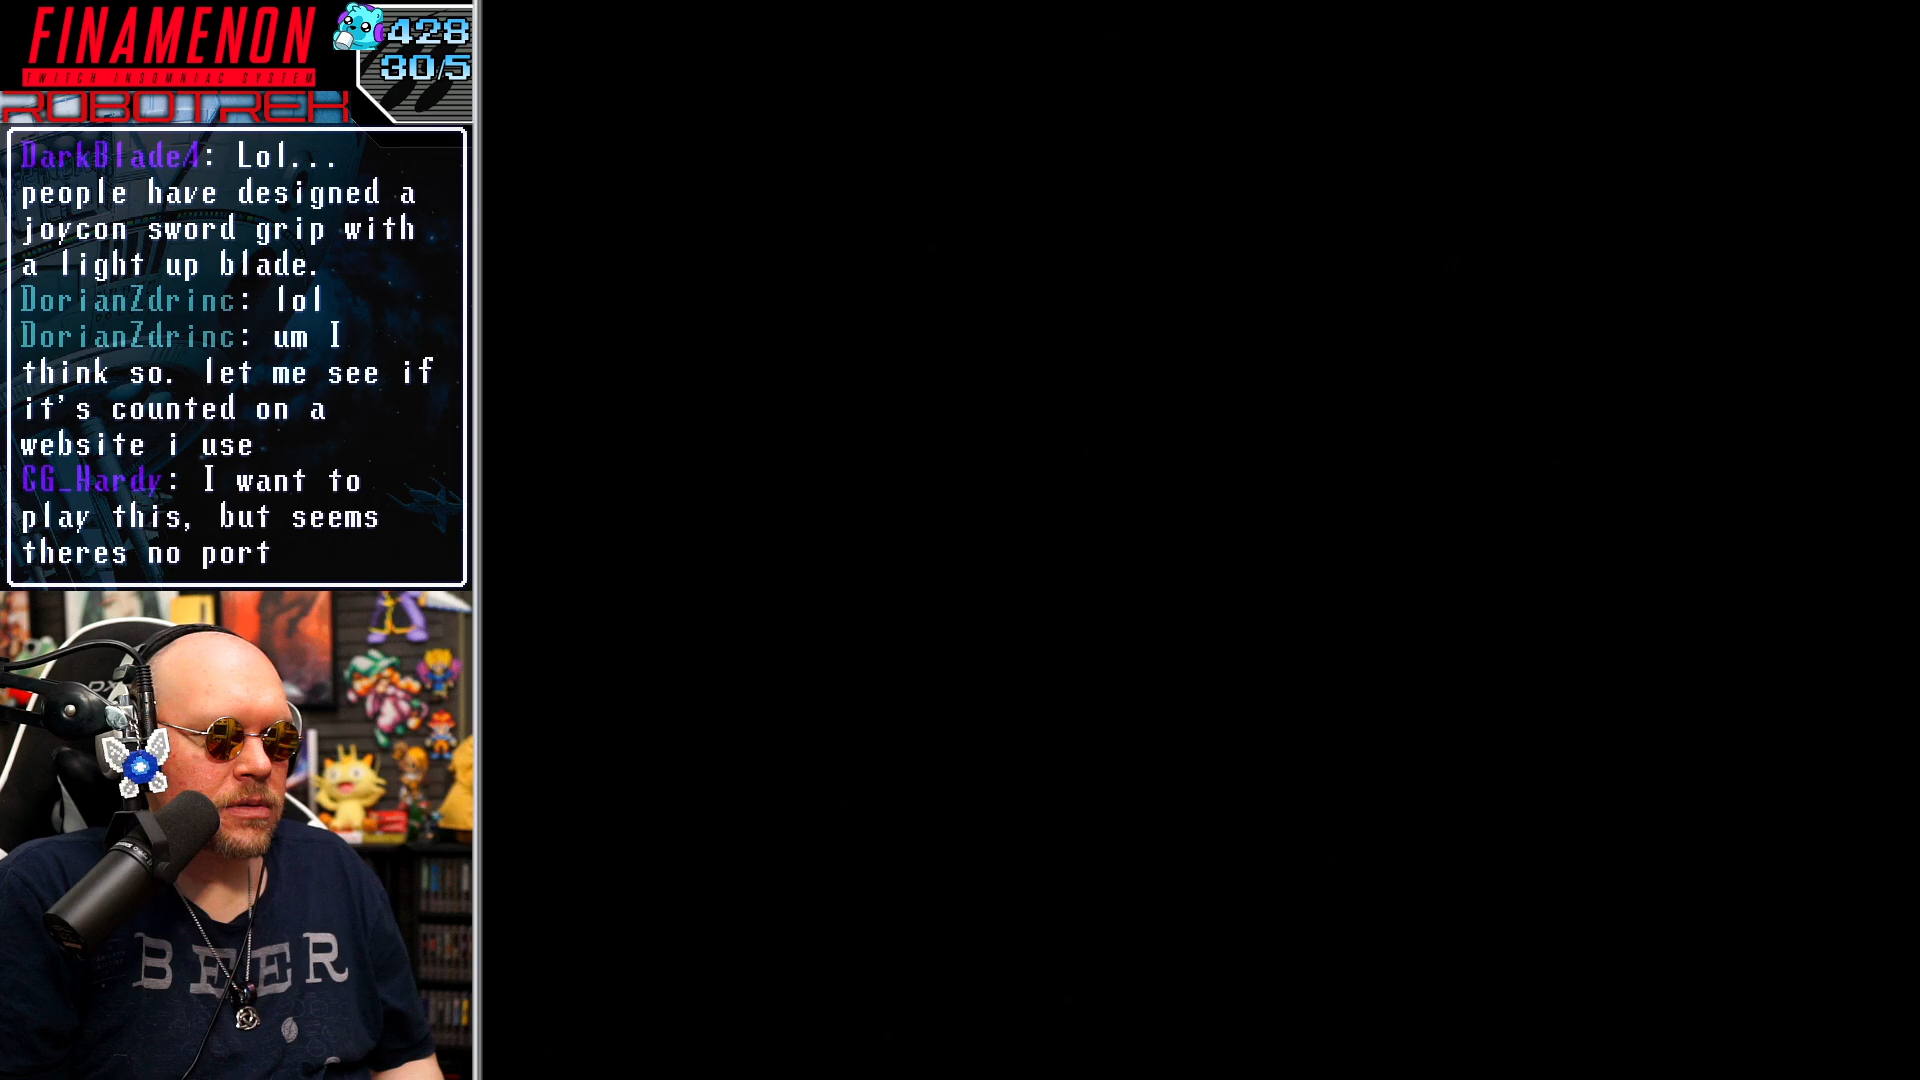 FINAMENON
TWITCH INSOMNIAC SYSTEM
428
30/5
ROBOTREK
DarkBlade4: Lol...
people have designed a
joycon sword grip with
a light up blade.
DorianZdrinc: lol
DorianZdrinc: um I
think so. let me see if
it's counted on a
website i use
CG_Hardy: I want to
play this, but seems
theres no port
BEER